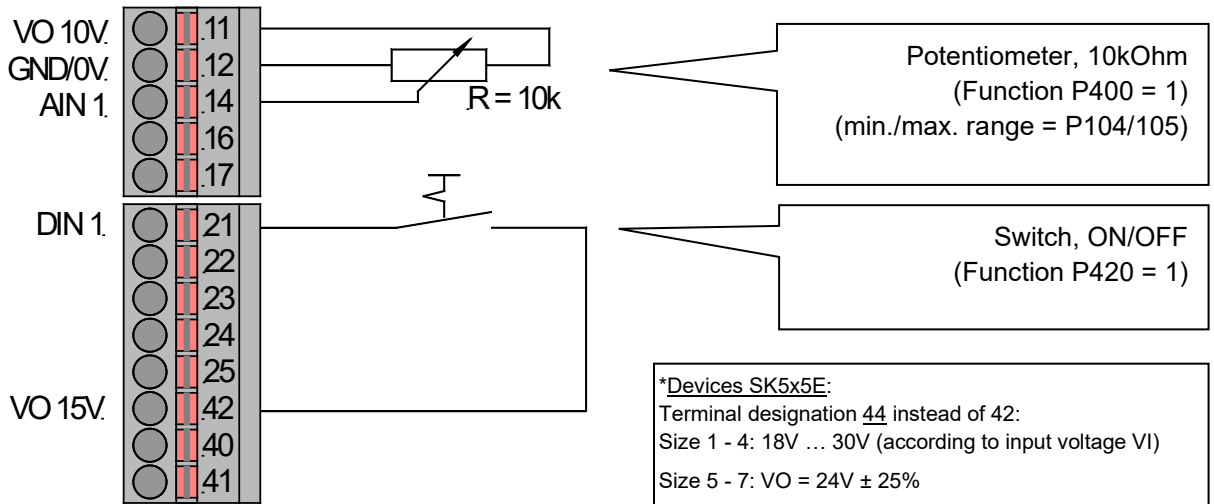 VO 10V.
GND/0V.
AIN 1.
.11
.12
.14
.16
.17
R = 10k
Potentiometer, 10kOhm
(Function P400 = 1)
(min./max. range = P104/105)
DIN 1.
VO 15V.
.21
.22
.23
.24
.25
.42
.40
.41
Switch, ON/OFF
(Function P420 = 1)
*Devices SK5x5E:
Terminal designation 44 instead of 42:
Size 1 - 4: 18V … 30V (according to input voltage VI)
Size 5 - 7: VO = 24V ± 25%